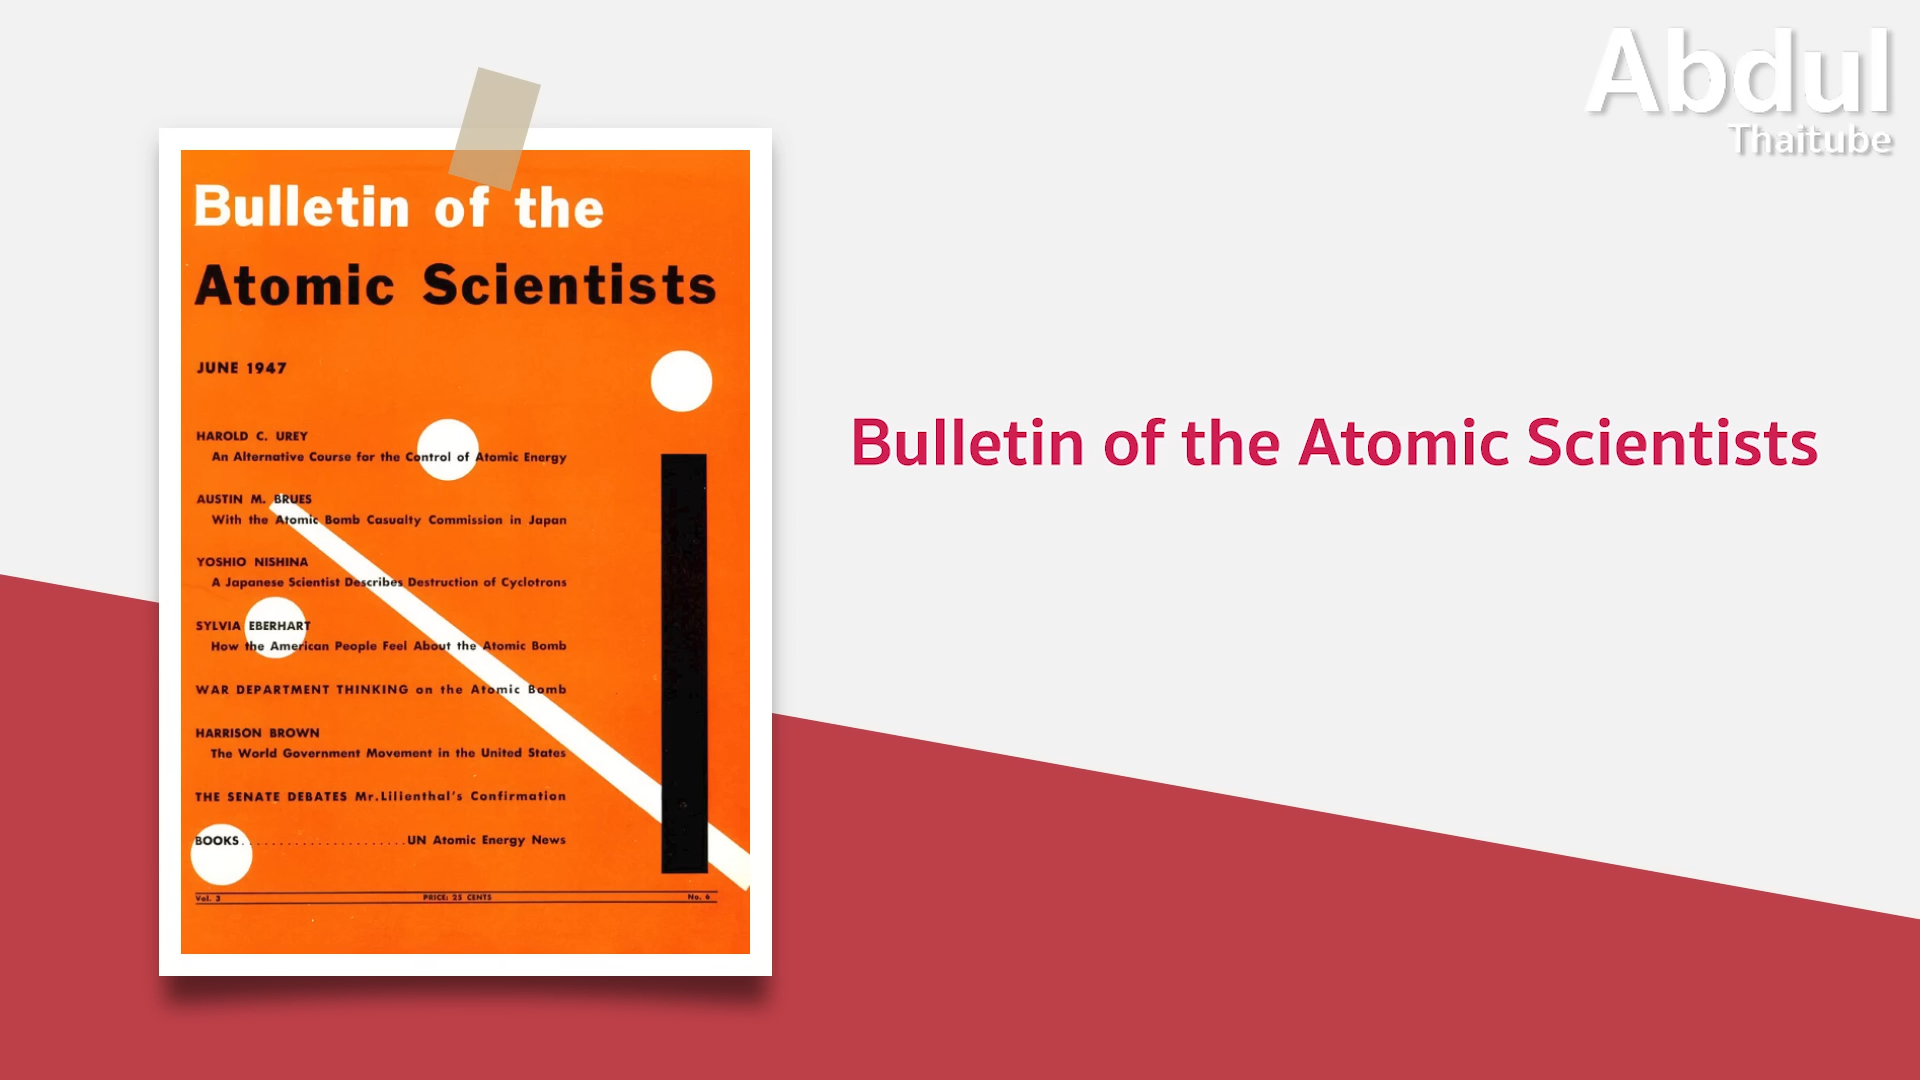 Abdul
Thaitube
Bulletin of the
Atomic Scientists
JUNE 1947
HAROLD C. UREY
An Alternative Course for the Control of Atomic Energy
AUSTIN M. BRUES
With the Atomic Bomb Casualty Commission in Japan
YOSHIO NISHINA
A Japanese Scientist Describes Destruction of Cyclotrons
SYLVIA EBERHART
How the American People Feel About the Atomic Bomb
WAR DEPARTMENT THINKING on the Atomic Bomb
HARRISON BROWN
The World Government Movement in the United States
THE SENATE DEBATES Mr. Lilienthal's Confirmation
BOOKS......................UN Atomic Energy News
Vol. 3 PRICE: 25 CENTS No. 6
Bulletin of the Atomic Scientists